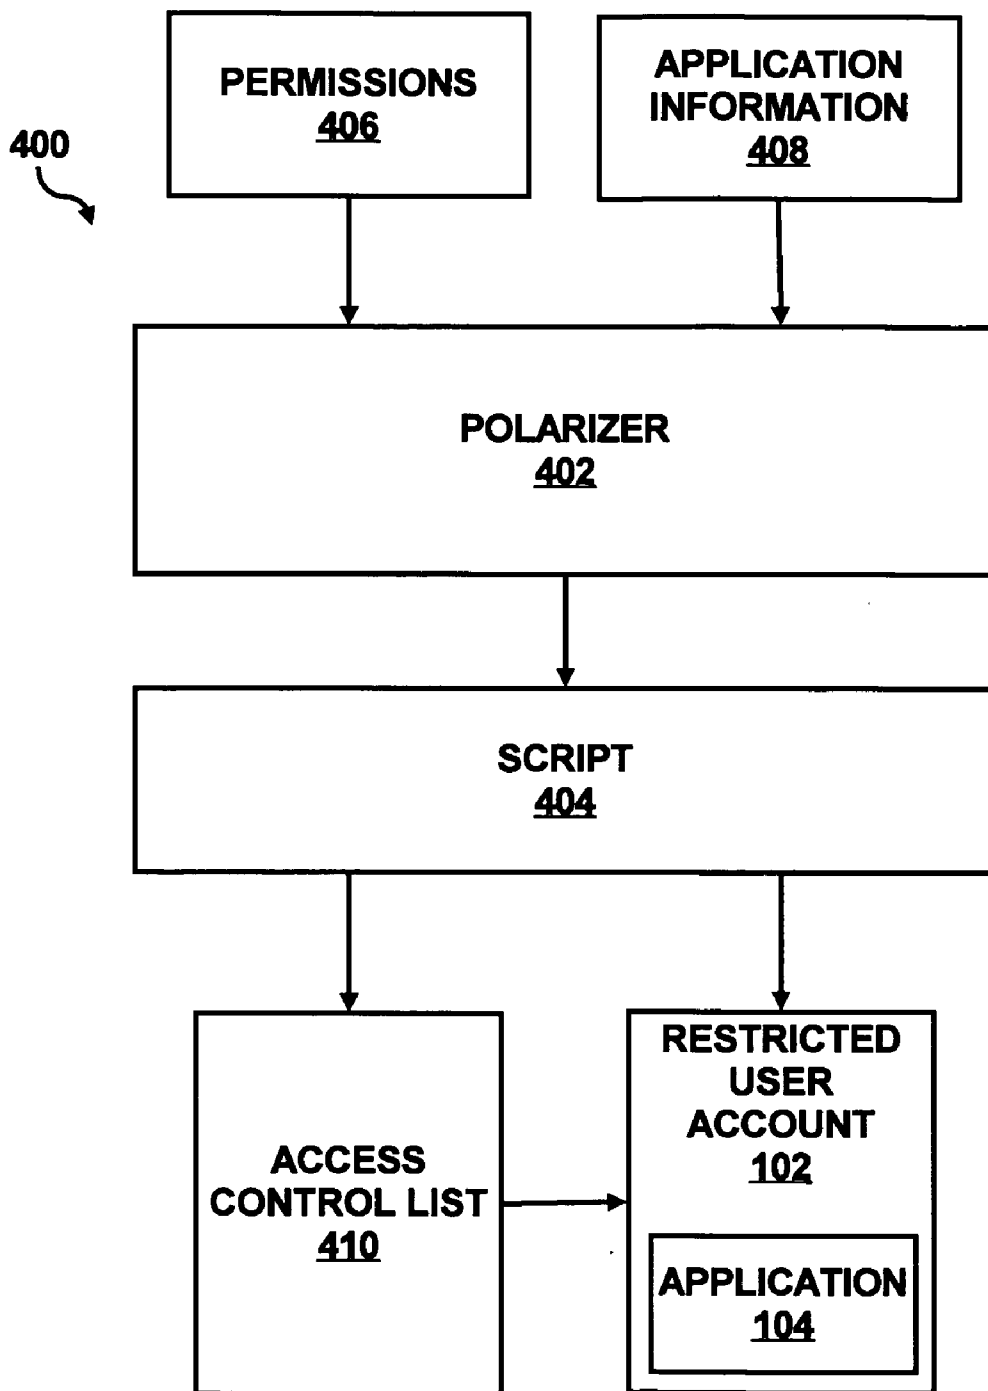 PERMISSIONS
406
APPLICATION
INFORMATION
408
400
POLARIZER
402
SCRIPT
404
ACCESS
CONTROL LIST
410
RESTRICTED
USER
ACCOUNT
102
APPLICATION
104